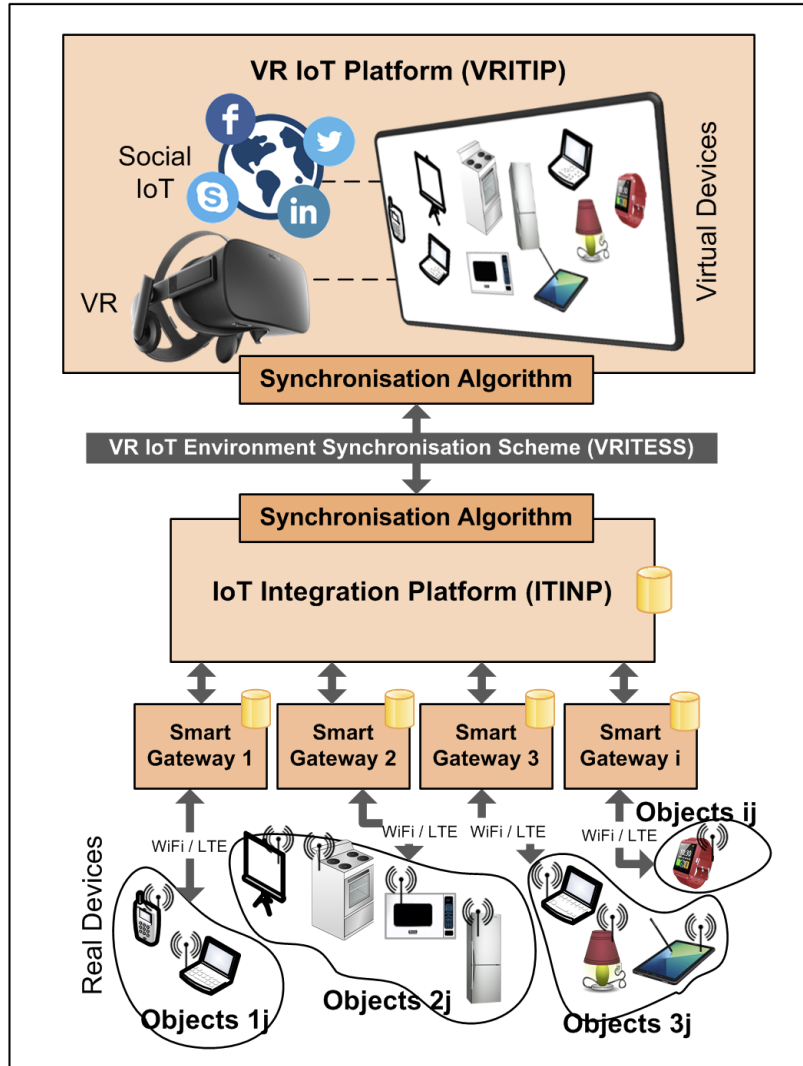 VR IoT Platform (VRITIP)
Social
IoT
f
S
in
VR
Virtual Devices
Synchronisation Algorithm
VR IoT Environment Synchronisation Scheme (VRITESS)
Synchronisation Algorithm
IoT Integration Platform (ITINP)
Smart
Gateway 1
Smart
Gateway 2
Smart
Gateway 3
Smart
Gateway i
WiFi / LTE
WiFi / LTE
WiFi / LTE
WiFi / LTE
Objects ij
Real Devices
Objects 1j
Objects 2j
Objects 3j